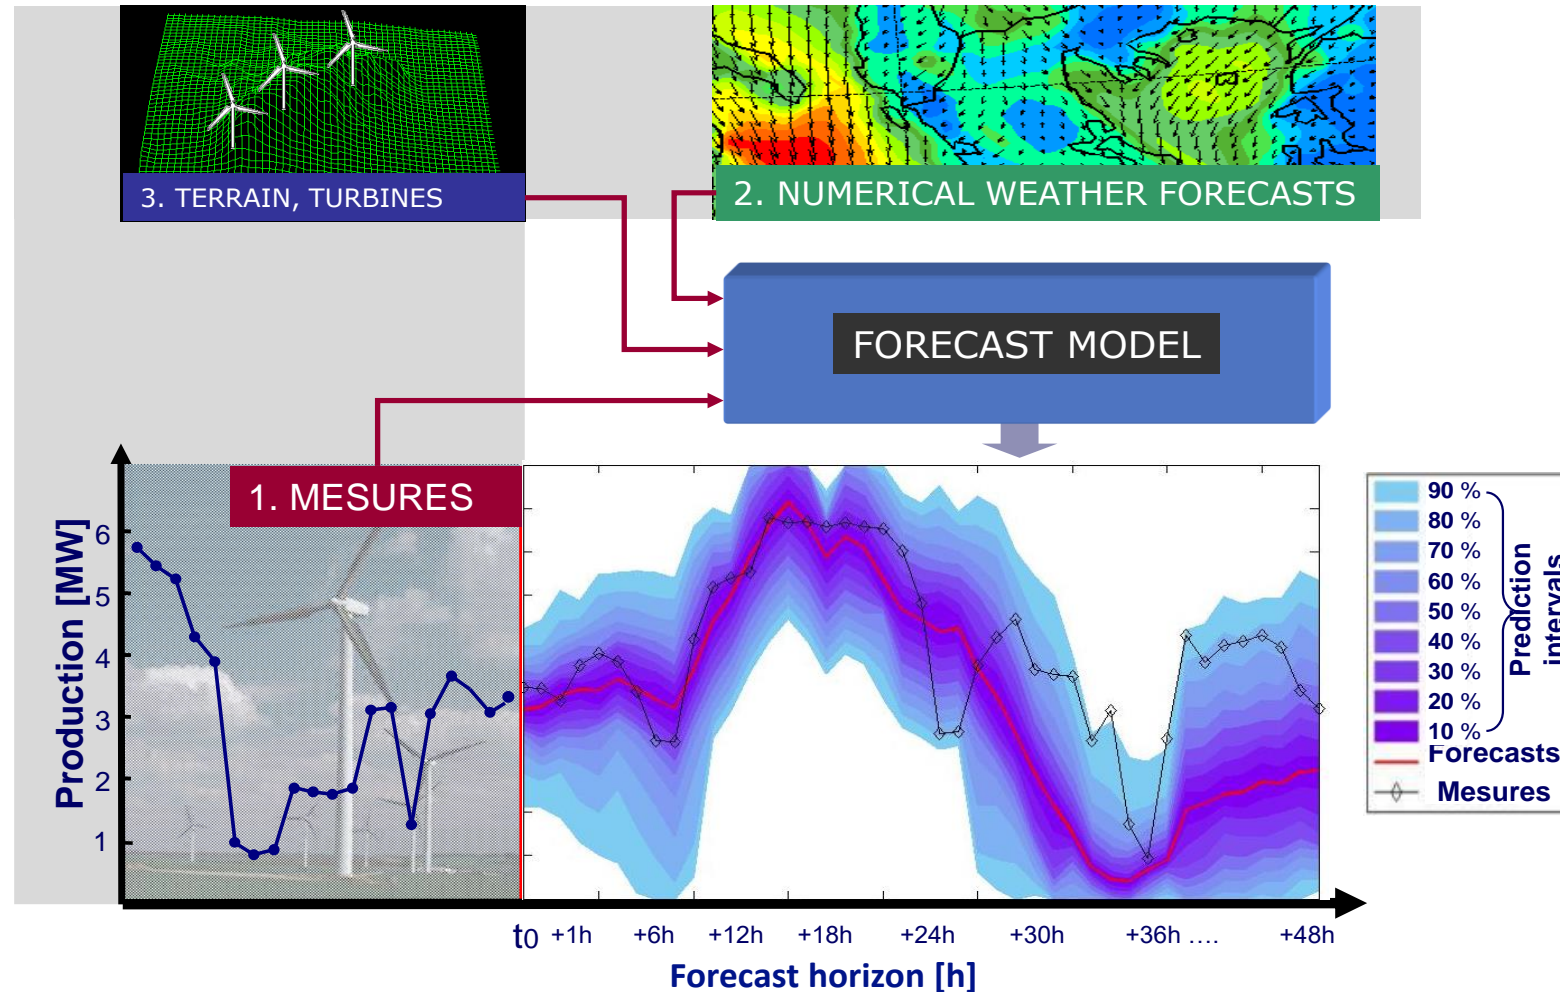 3. TERRAIN, TURBINES
2. NUMERICAL WEATHER FORECASTS
FORECAST MODEL
1. MESURES
Production [MW]
6
5
4
3
2
1
90 %
80 %
70 %
60 %
50 %
40 %
30 %
20 %
10 %
Prediction
intervals
Forecasts
Mesures
t0 +1h +6h +12h +18h +24h +30h +36h .... +48h
Forecast horizon [h]